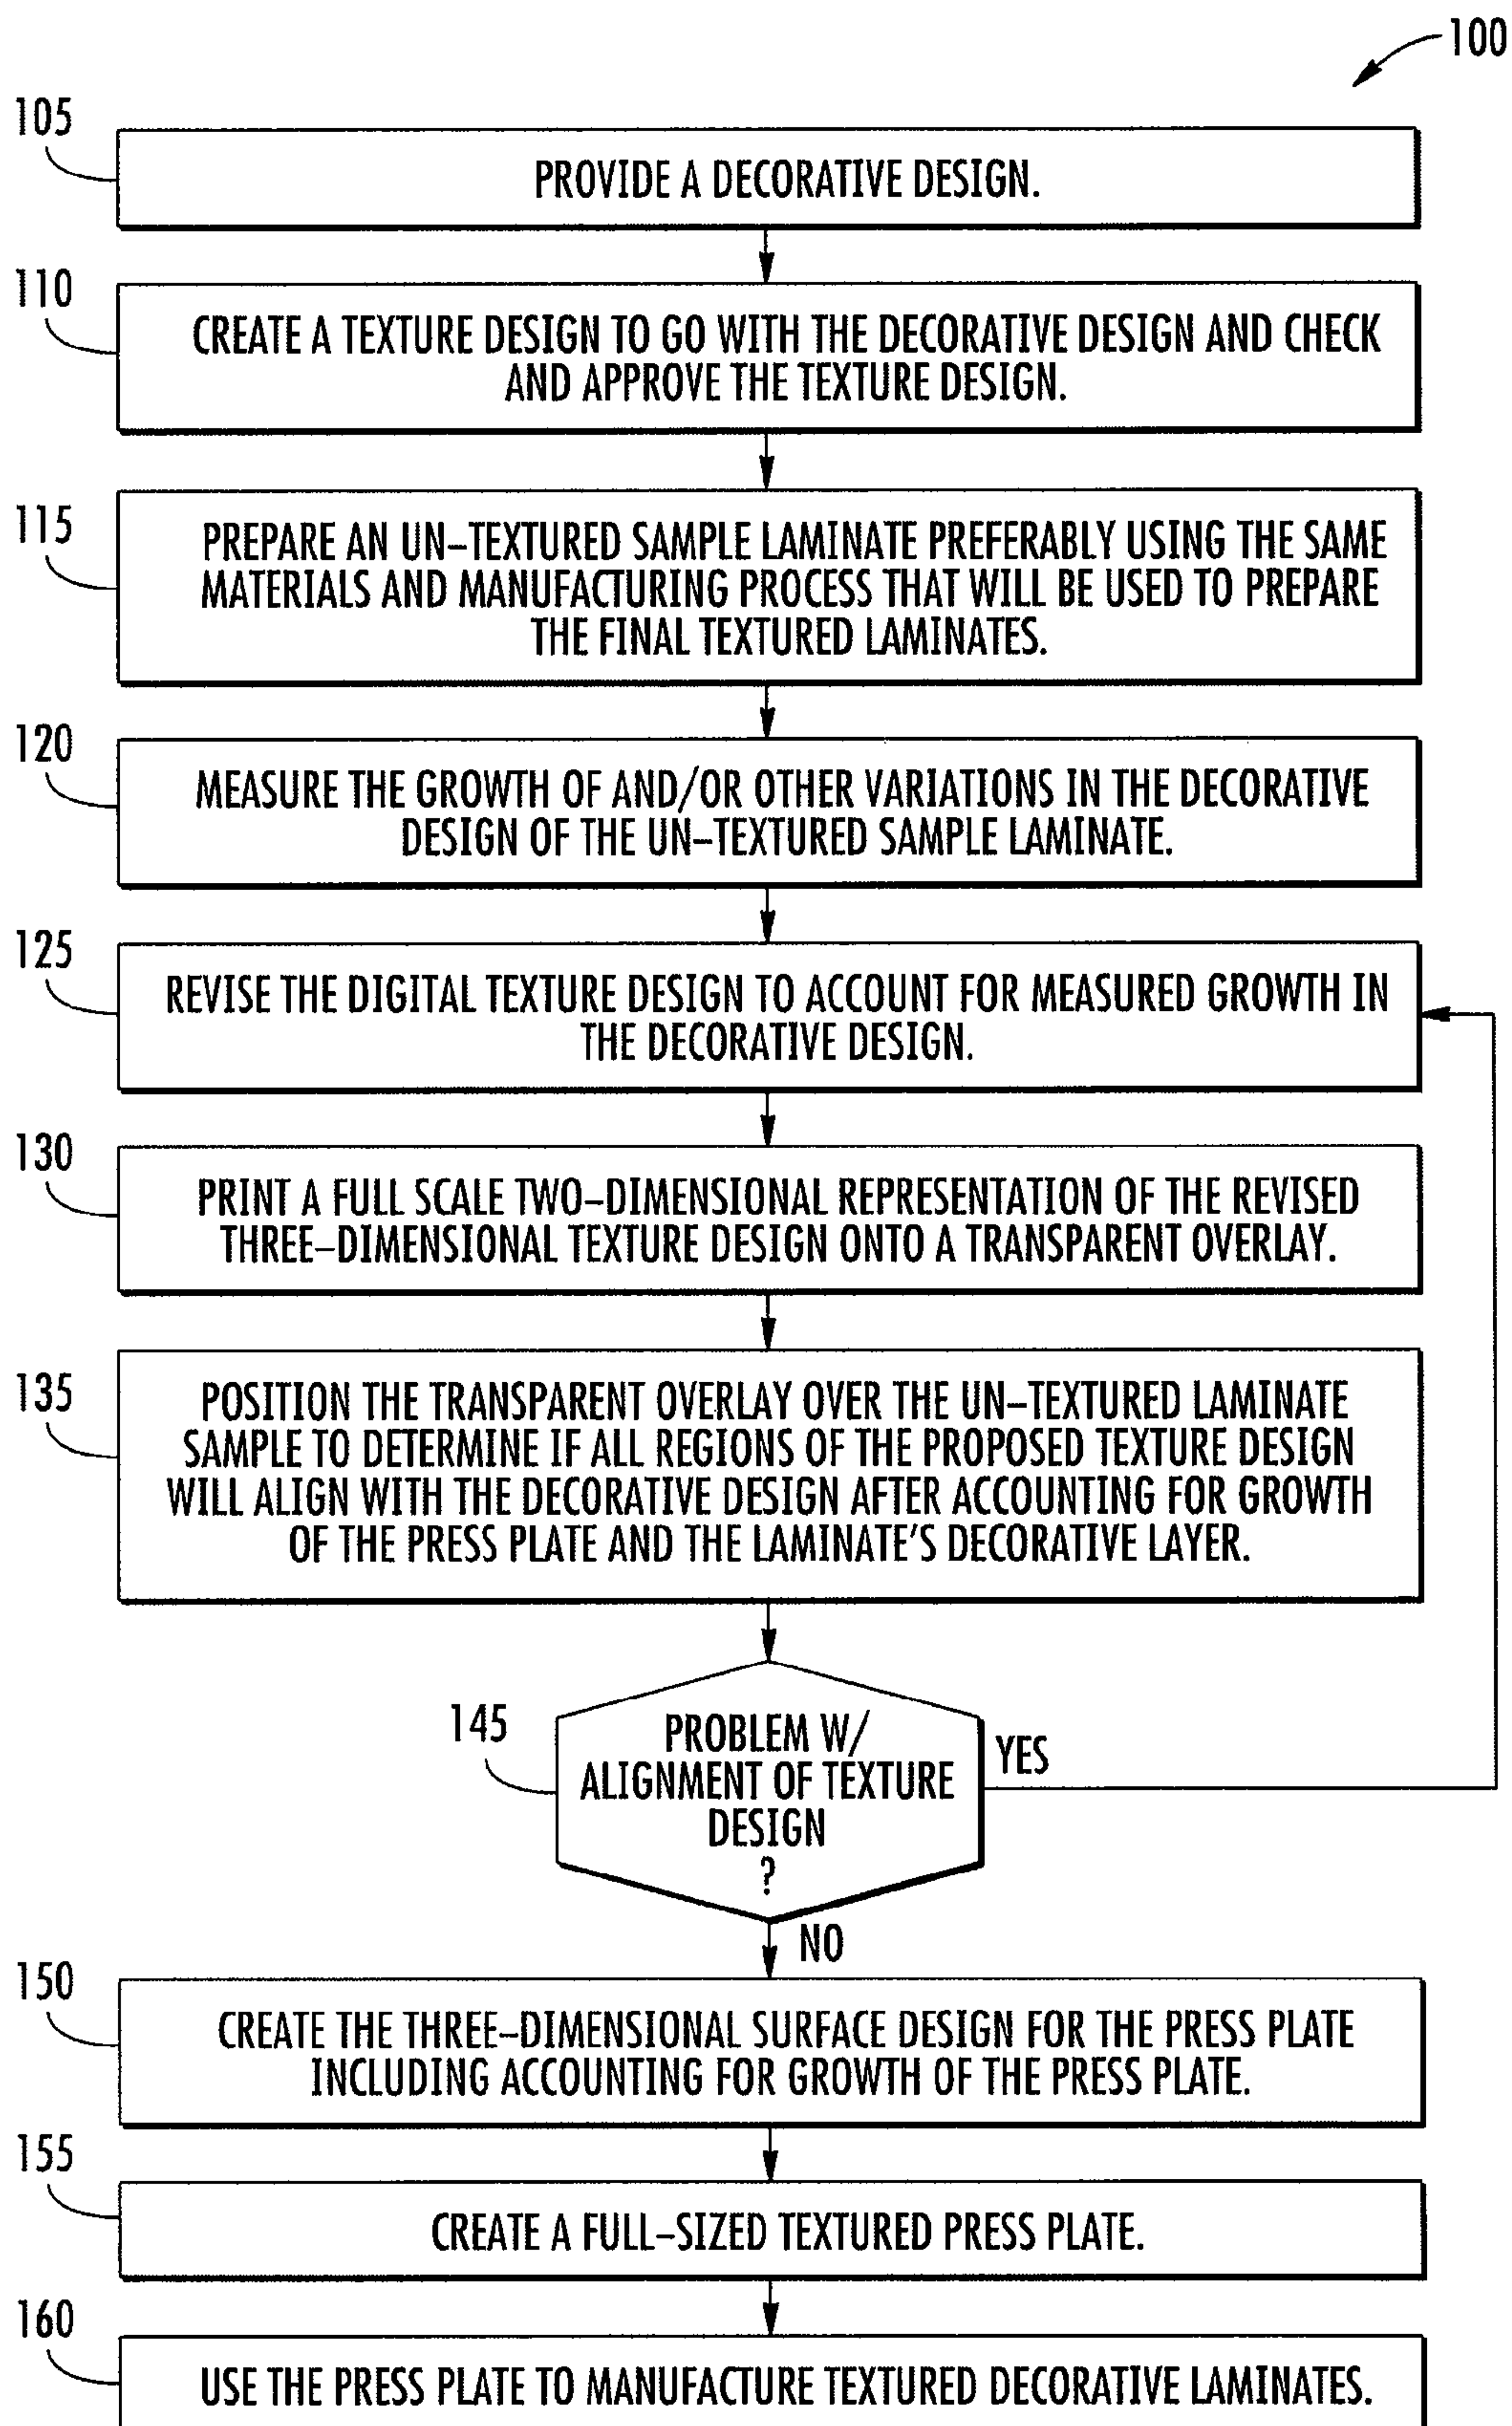 100
105
PROVIDE A DECORATIVE DESIGN.
110
CREATE A TEXTURE DESIGN TO GO WITH THE DECORATIVE DESIGN AND CHECK
AND APPROVE THE TEXTURE DESIGN.
115
PREPARE AN UN-TEXTURED SAMPLE LAMINATE PREFERABLY USING THE SAME
MATERIALS AND MANUFACTURING PROCESS THAT WILL BE USED TO PREPARE
THE FINAL TEXTURED LAMINATES.
120
MEASURE THE GROWTH OF AND/OR OTHER VARIATIONS IN THE DECORATIVE
DESIGN OF THE UN-TEXTURED SAMPLE LAMINATE.
125
REVISE THE DIGITAL TEXTURE DESIGN TO ACCOUNT FOR MEASURED GROWTH IN
THE DECORATIVE DESIGN.
130
PRINT A FULL SCALE TWO-DIMENSIONAL REPRESENTATION OF THE REVISED
THREE-DIMENSIONAL TEXTURE DESIGN ONTO A TRANSPARENT OVERLAY.
135
POSITION THE TRANSPARENT OVERLAY OVER THE UN-TEXTURED LAMINATE
SAMPLE TO DETERMINE IF ALL REGIONS OF THE PROPOSED TEXTURE DESIGN
WILL ALIGN WITH THE DECORATIVE DESIGN AFTER ACCOUNTING FOR GROWTH
OF THE PRESS PLATE AND THE LAMINATE'S DECORATIVE LAYER.
145
PROBLEM W/
ALIGNMENT OF TEXTURE
DESIGN
?
YES
NO
150
CREATE THE THREE-DIMENSIONAL SURFACE DESIGN FOR THE PRESS PLATE
INCLUDING ACCOUNTING FOR GROWTH OF THE PRESS PLATE.
155
CREATE A FULL-SIZED TEXTURED PRESS PLATE.
160
USE THE PRESS PLATE TO MANUFACTURE TEXTURED DECORATIVE LAMINATES.